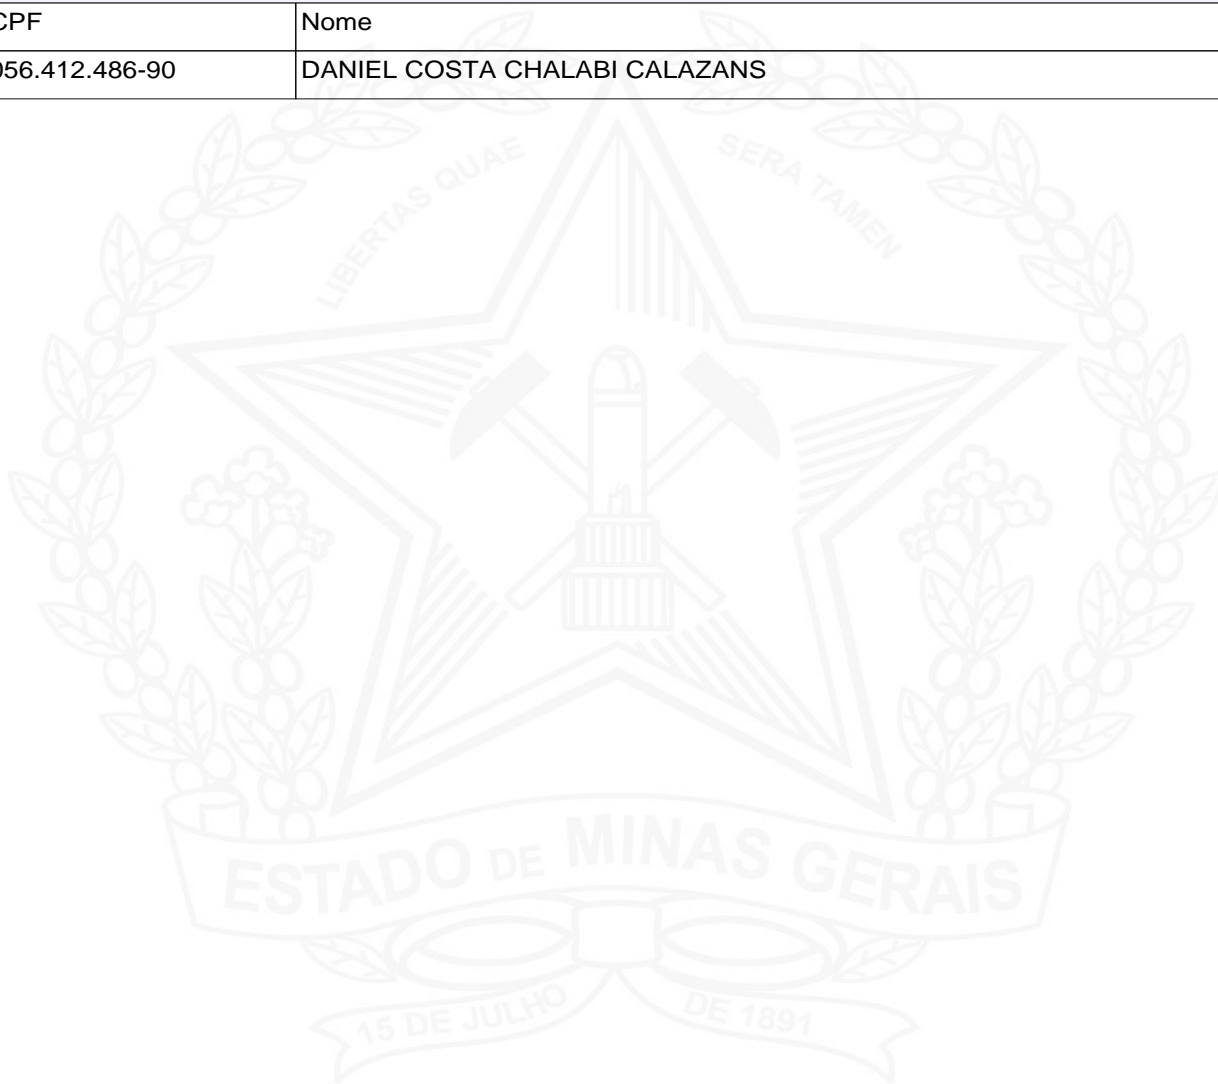 CPF Nome
056.412.486-90 DANIEL COSTA CHALABI CALAZANS
LIBERTAS QUAE SERA TAMEN
ESTADO DE MINAS GERAIS
15 DE JULHO DE 1891